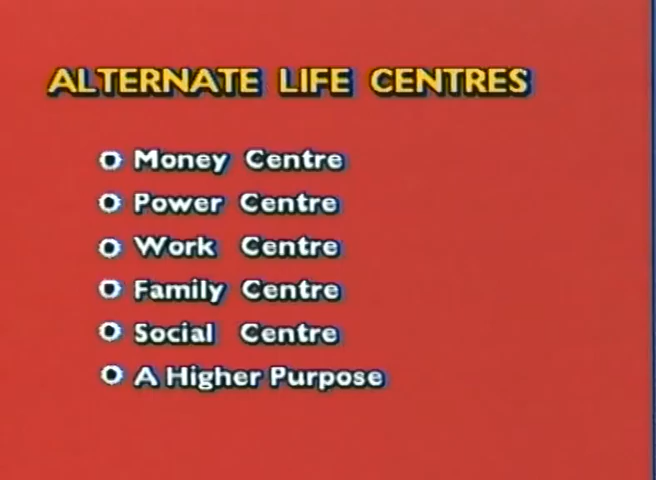 ALTERNATE LIFE CENTRES
Money Centre
Power Centre
Work Centre
Family Centre
Social Centre
A Higher Purpose